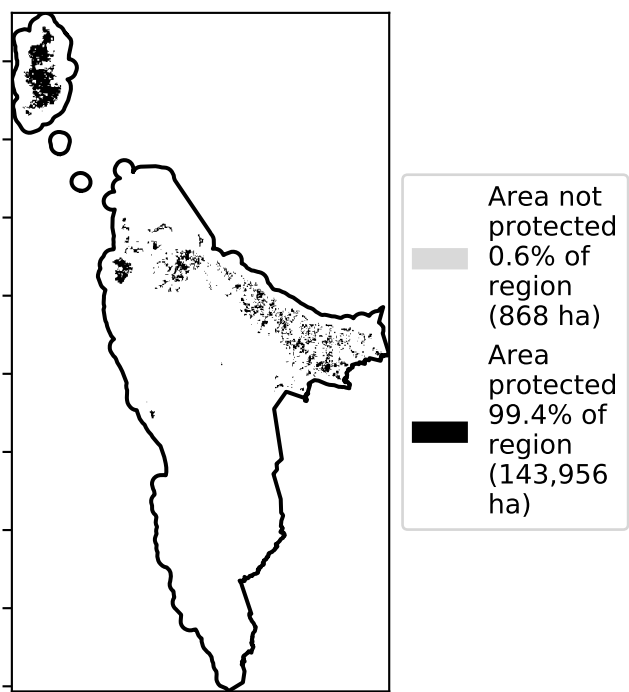 Area not
protected
0.6% of
region
(868 ha)
Area
protected
99.4% of
region
(143,956
ha)